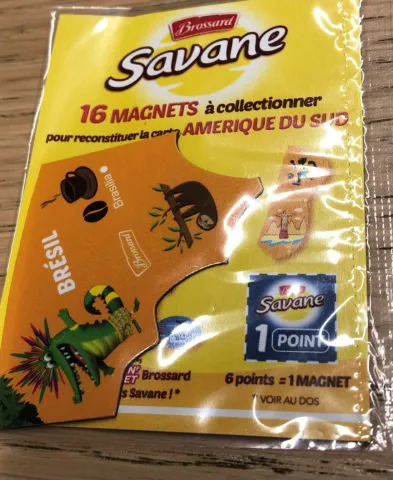 Brossard
Savane
16 MAGNETS à collectionner
pour reconstituer la carte AMERIQUE DU SUD
Brasilia
BRÉSIL
Brossard
Savane
1 POINT
Brossard
6 points = 1 MAGNET
s Savane ! *
* VOIR AU DOS